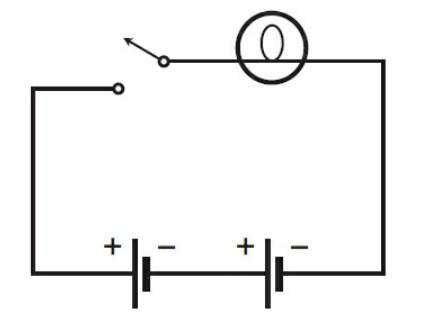 + − + −